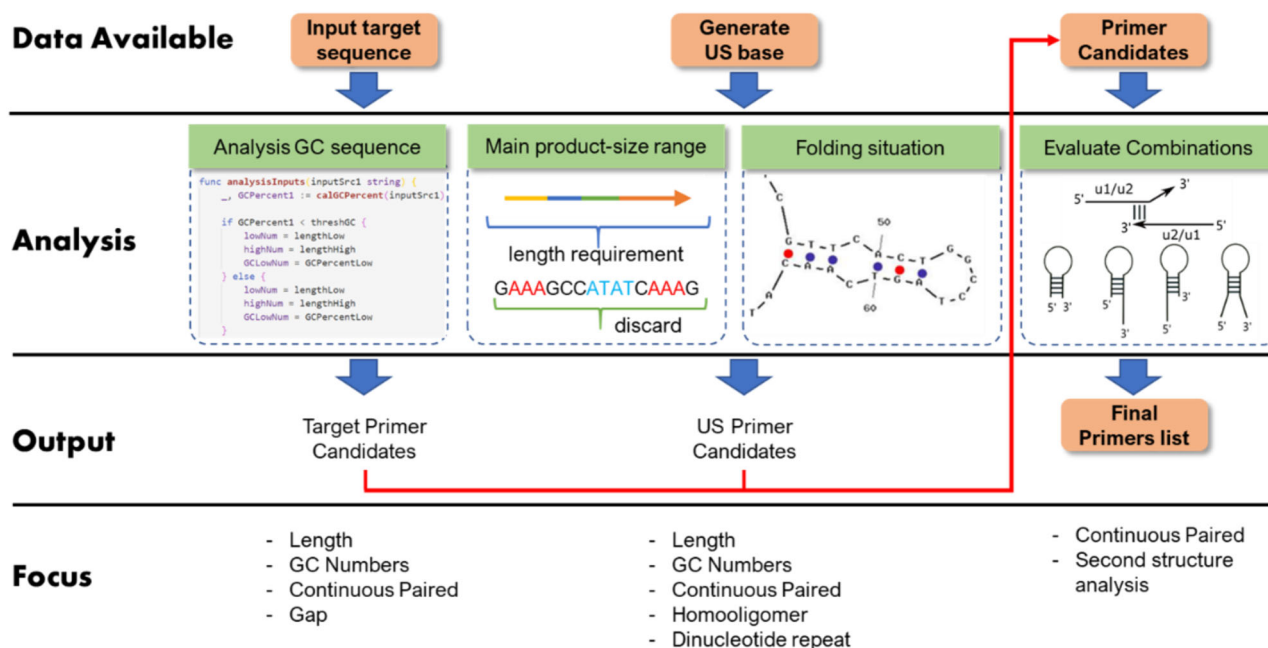 Data Available
Input target
sequence
Generate
US base
Primer
Candidates
Analysis
Analysis GC sequence
func analysisInputs(inputSrc1 string) {
_, GCPercent1 := calGCPercent(inputSrc1)
if GCPercent1 < threshGC {
lowNum = lengthLow
highNum = lengthHigh
GCLowNum = GCPercentLow
} else {
lowNum = lengthLow
highNum = lengthHigh
GCLowNum = GCPercentLow
}
Main product-size range
length requirement
GAAAGCCATATCAAAG
discard
Folding situation
50
60
Evaluate Combinations
5' u1/u2 3'
3' u2/u1 5'
5' 3'
5' 3'
5' 3'
5' 3'
Output
Target Primer
Candidates
US Primer
Candidates
Final
Primers list
Focus
- Length
- GC Numbers
- Continuous Paired
- Gap
- Length
- GC Numbers
- Continuous Paired
- Homooligomer
- Dinucleotide repeat
- Continuous Paired
- Second structure
analysis